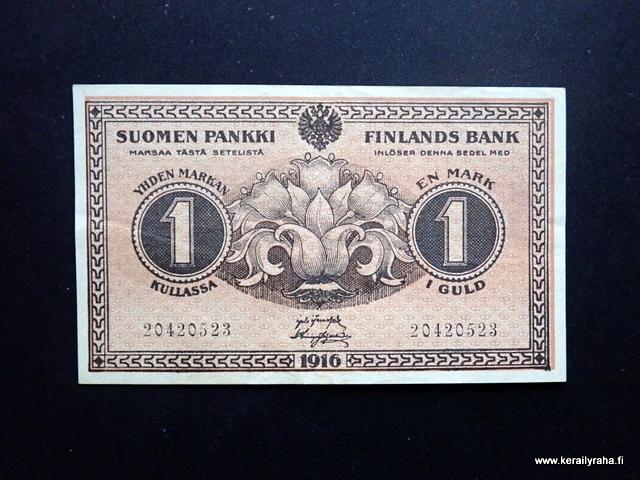 SUOMEN PANKKI
MAKSAA TÄSTÄ SETELISTÄ
FINLANDS BANK
INLÖSER DENNA SEDEL MED
YHDEN MARKAN
1
KULLASSA
EN MARK
1
I GULD
20420523
20420523
1916
www.kerailyraha.fi